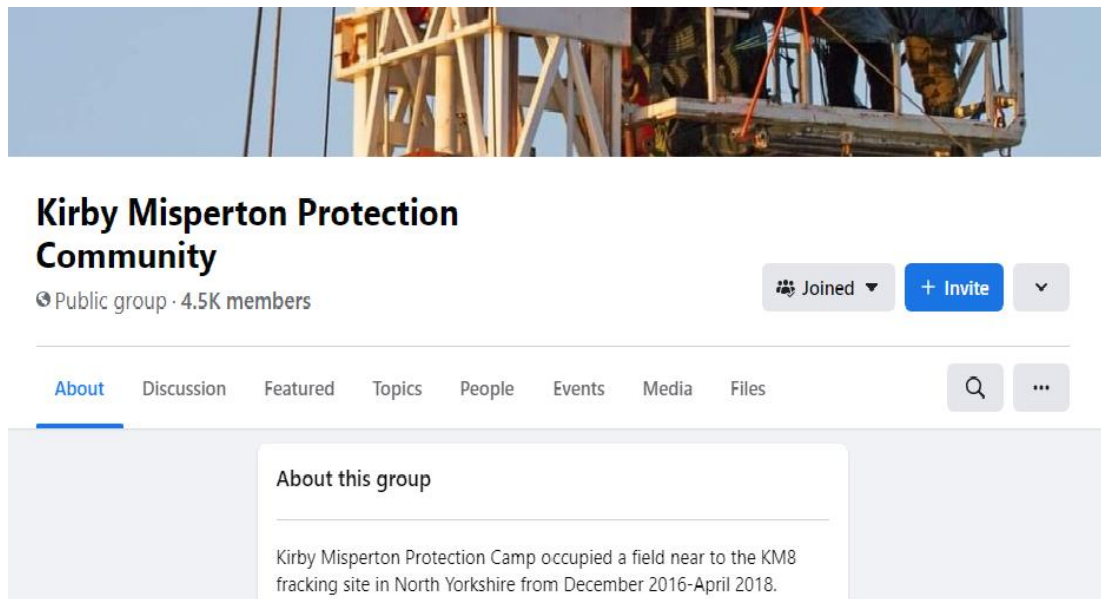 Kirby Misperton Protection
Community
Public group · 4.5K members
Joined
+ Invite
About Discussion Featured Topics People Events Media Files
About this group
Kirby Misperton Protection Camp occupied a field near to the KM8
fracking site in North Yorkshire from December 2016-April 2018.